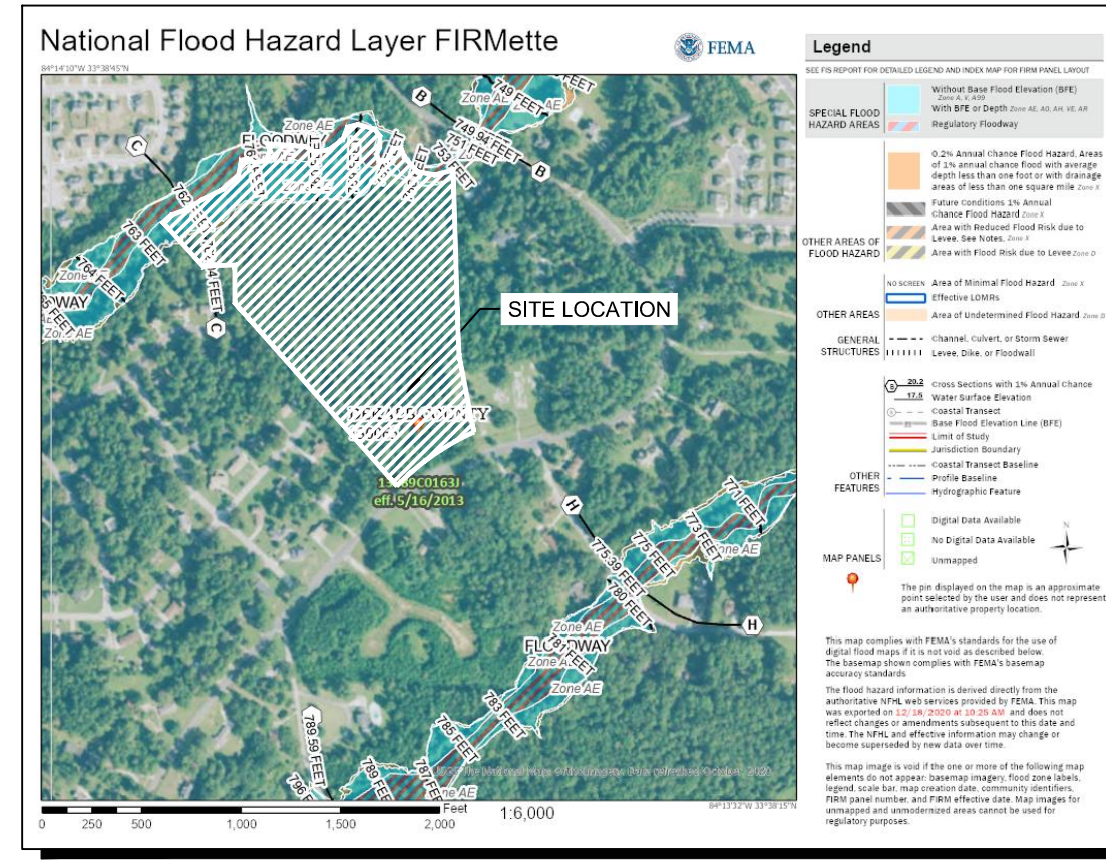 National Flood Hazard Layer FIRMette
FEMA
84°14'10"W 33°38'45"N
Legend
SEE FIS REPORT FOR DETAILED LEGEND AND INDEX MAP FOR FIRM PANEL LAYOUT
SPECIAL FLOOD
HAZARD AREAS
Without Base Flood Elevation (BFE)
Zone A, V, A99
With BFE or Depth Zone AE, AO, AH, VE, AR
Regulatory Floodway
OTHER AREAS OF
FLOOD HAZARD
0.2% Annual Chance Flood Hazard, Areas
of 1% annual chance flood with average
depth less than one foot or with drainage
areas of less than one square mile Zone X
Future Conditions 1% Annual
Chance Flood Hazard Zone X
Area with Reduced Flood Risk due to
Levee. See Notes. Zone X
Area with Flood Risk due to Levee Zone D
OTHER AREAS
NO SCREEN Area of Minimal Flood Hazard Zone X
Effective LOMRs
Area of Undetermined Flood Hazard Zone D
GENERAL
STRUCTURES
Channel, Culvert, or Storm Sewer
Levee, Dike, or Floodwall
OTHER
FEATURES
B 20.2 Cross Sections with 1% Annual Chance
17.5 Water Surface Elevation
Coastal Transect
Base Flood Elevation Line (BFE)
Limit of Study
Jurisdiction Boundary
Coastal Transect Baseline
Profile Baseline
Hydrographic Feature
MAP PANELS
Digital Data Available
No Digital Data Available
Unmapped
N
The pin displayed on the map is an approximate
point selected by the user and does not represent
an authoritative property location.
This map complies with FEMA's standards for the use of
digital flood maps if it is not void as described below.
The basemap shown complies with FEMA's basemap
accuracy standards
The flood hazard information is derived directly from the
authoritative NFHL web services provided by FEMA. This map
was exported on 12/18/2020 at 10:25 AM and does not
reflect changes or amendments subsequent to this date and
time. The NFHL and effective information may change or
become superseded by new data over time.
This map image is void if the one or more of the following map
elements do not appear: basemap imagery, flood zone labels,
legend, scale bar, map creation date, community identifiers,
FIRM panel number, and FIRM effective date. Map images for
unmapped and unmodernized areas cannot be used for
regulatory purposes.
B
749 FEET
749.94 FEET
751 FEET
B
C
Zone AE
762 FEET
763 FEET
764 FEET
C
Zone AE
SITE LOCATION
DEKALB COUNTY
eff. 5/16/2013
H
771 FEET
773 FEET
775 FEET
775.39 FEET
780 FEET
H
Zone AE
FLOODWAY
781 FEET
Zone AE
783 FEET
785 FEET
789 FEET
789.59 FEET
Feet
1:6,000
84°13'32"W 33°38'15"N
0 250 500 1,000 1,500 2,000